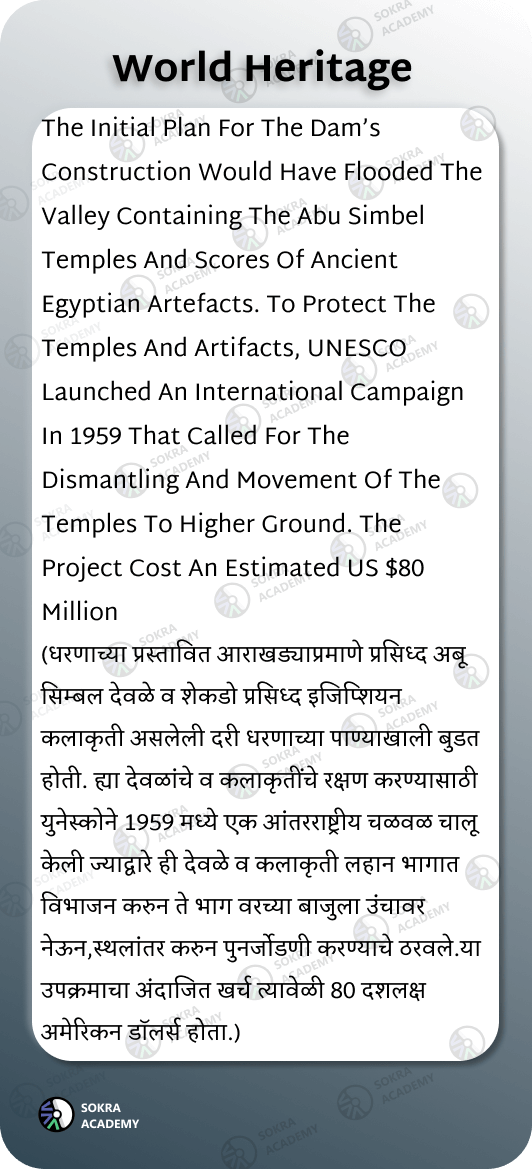 World Heritage
The Initial Plan For The Dam’s
Construction Would Have Flooded The
Valley Containing The Abu Simbel
Temples And Scores Of Ancient
Egyptian Artefacts. To Protect The
Temples And Artifacts, UNESCO
Launched An International Campaign
In 1959 That Called For The
Dismantling And Movement Of The
Temples To Higher Ground. The
Project Cost An Estimated US $80
Million
(धरणाच्या प्रस्तावित आराखड्याप्रमाणे प्रसिध्द अबू
सिम्बल देवळे व शेकडो प्रसिध्द इजिप्शियन
कलाकृती असलेली दरी धरणाच्या पाण्याखाली बुडत
होती. ह्या देवळांचे व कलाकृतींचे रक्षण करण्यासाठी
युनेस्कोने 1959 मध्ये एक आंतरराष्ट्रीय चळवळ चालू
केली ज्याद्वारे ही देवळे व कलाकृती लहान भागात
विभाजन करुन ते भाग वरच्या बाजुला उंचावर
नेऊन,स्थलांतर करुन पुनर्जोडणी करण्याचे ठरवले.या
उपक्रमाचा अंदाजित खर्च त्यावेळी 80 दशलक्ष
अमेरिकन डॉलर्स होता.)
SOKRA
ACADEMY